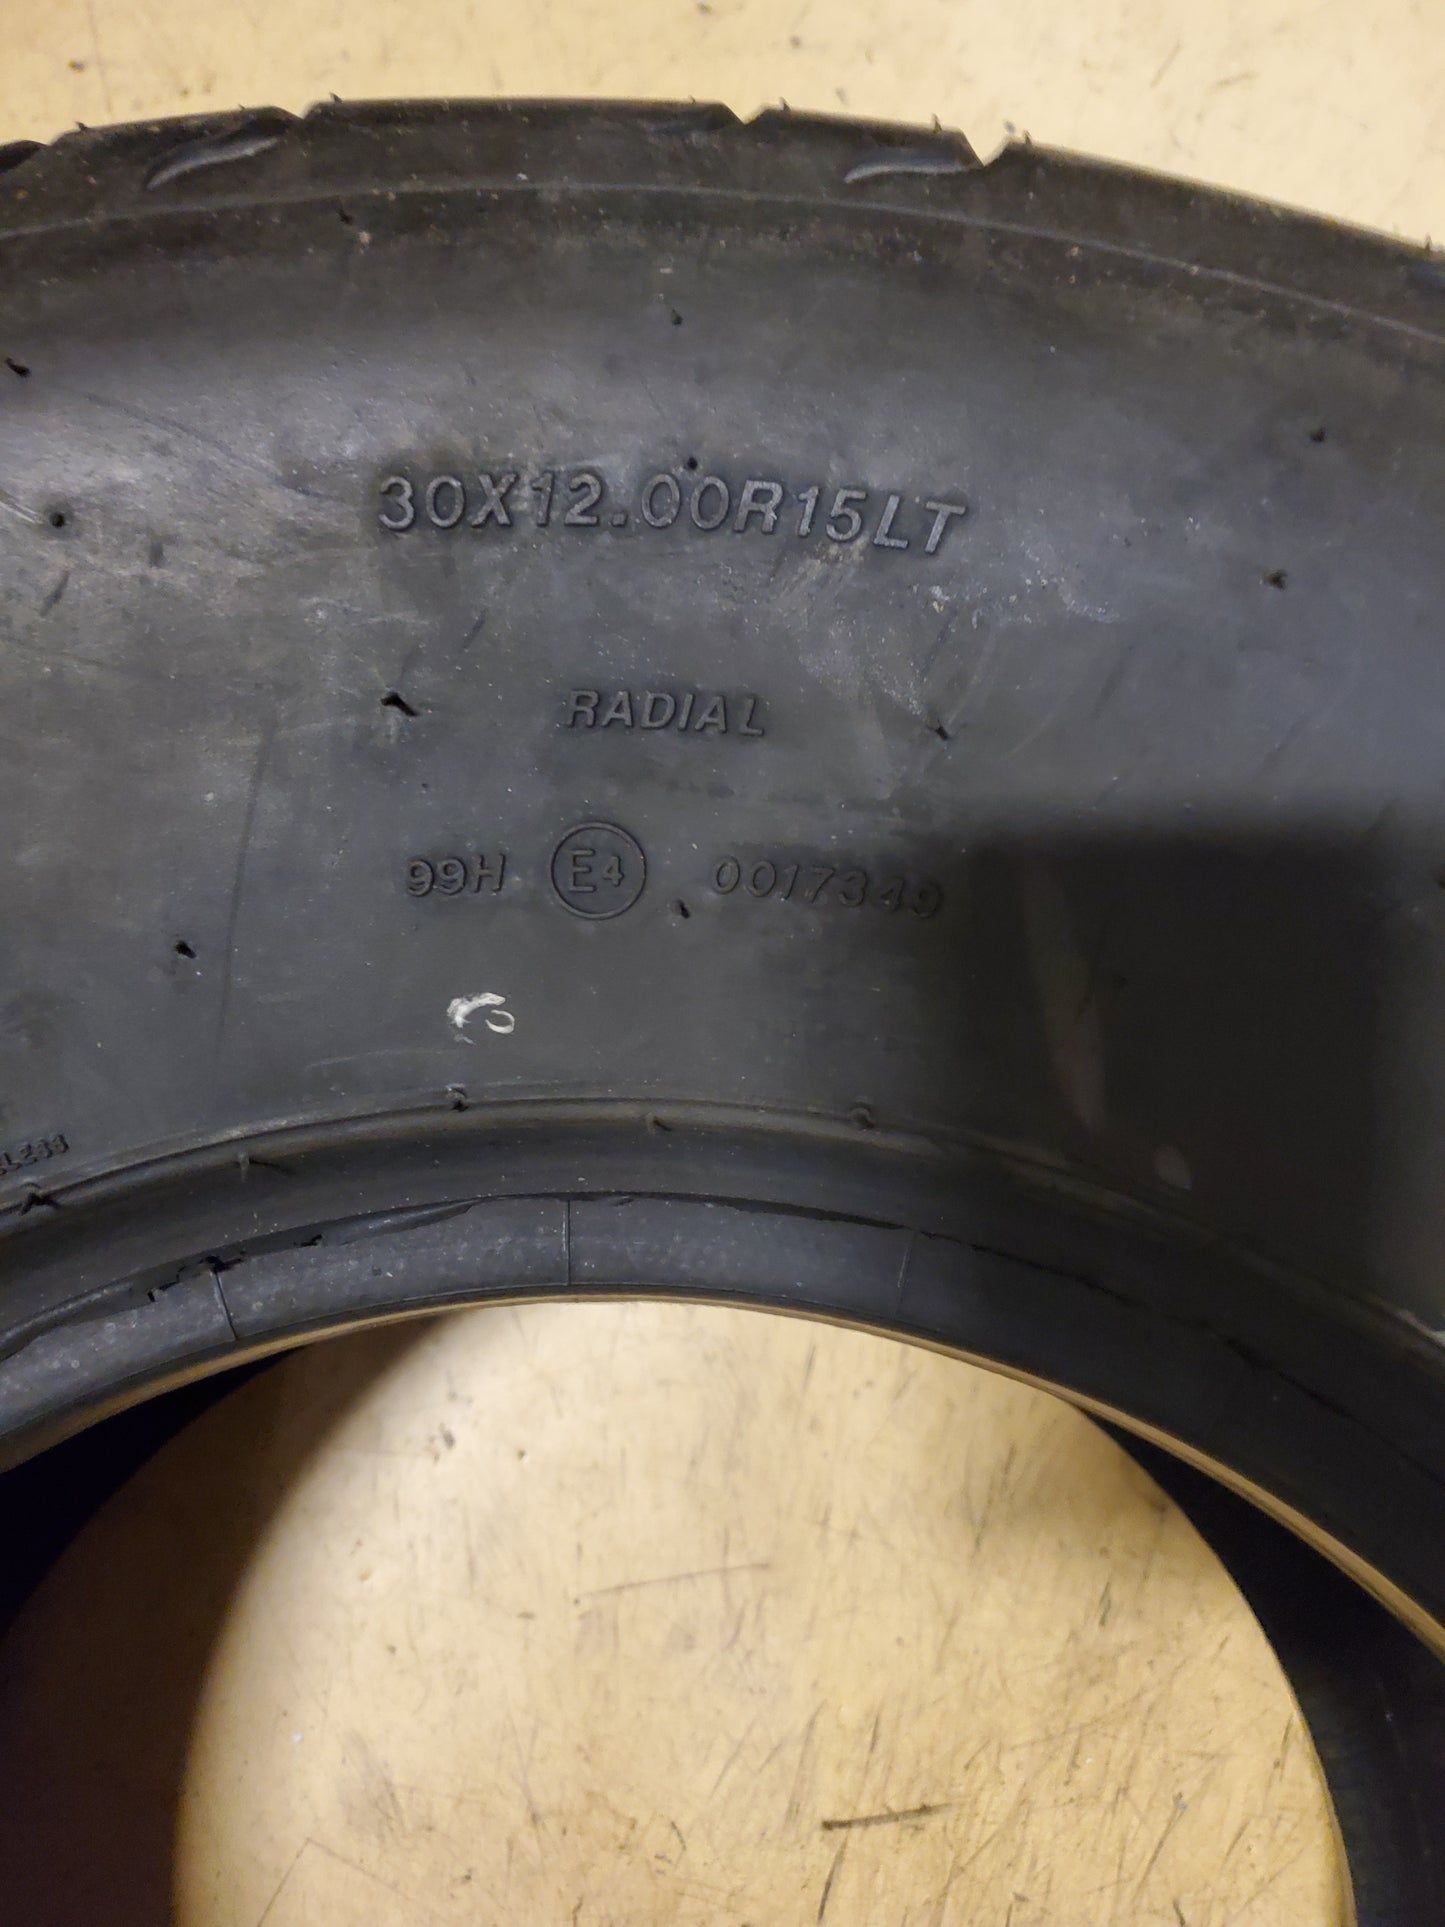 30X12.00R15LT
RADIAL
99H E4 0017349